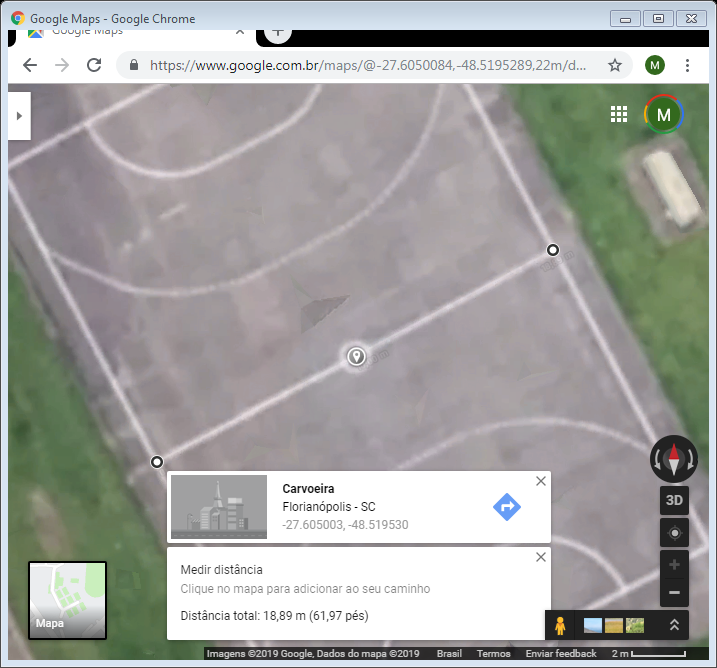 Google Maps - Google Chrome
Google Maps
https://www.google.com.br/maps/@-27.6050084,-48.5195289,22m/d...
M
M
Carvoeira
Florianópolis - SC
-27.605003, -48.519530
3D
Medir distância
Clique no mapa para adicionar ao seu caminho
Distância total: 18,89 m (61,97 pés)
Mapa
Imagens ©2019 Google, Dados do mapa ©2019 Brasil Termos Enviar feedback 2 m